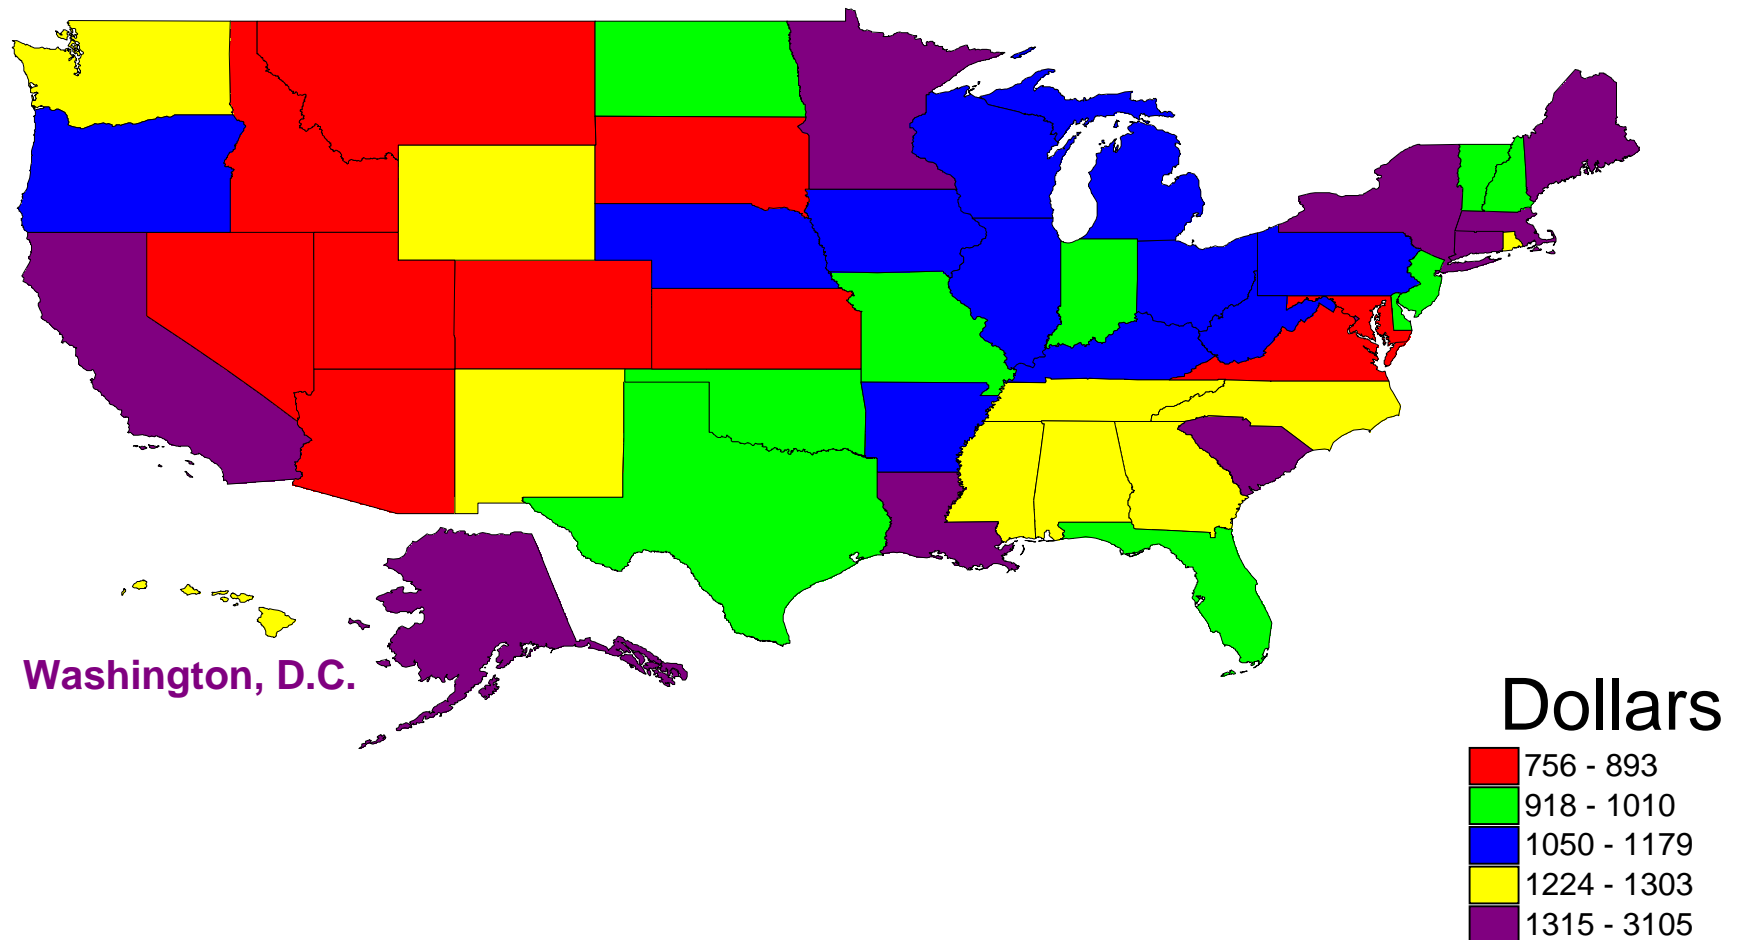 Washington, D.C.
Dollars
756 - 893
918 - 1010
1050 - 1179
1224 - 1303
1315 - 3105